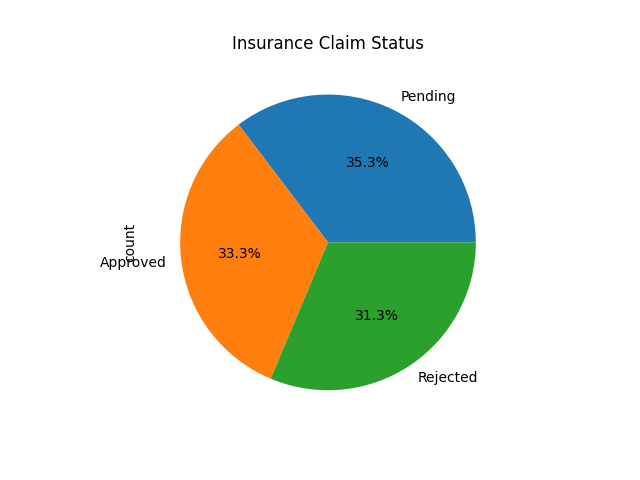 Insurance Claim Status
Pending
35.3%
count
Approved
33.3%
31.3%
Rejected